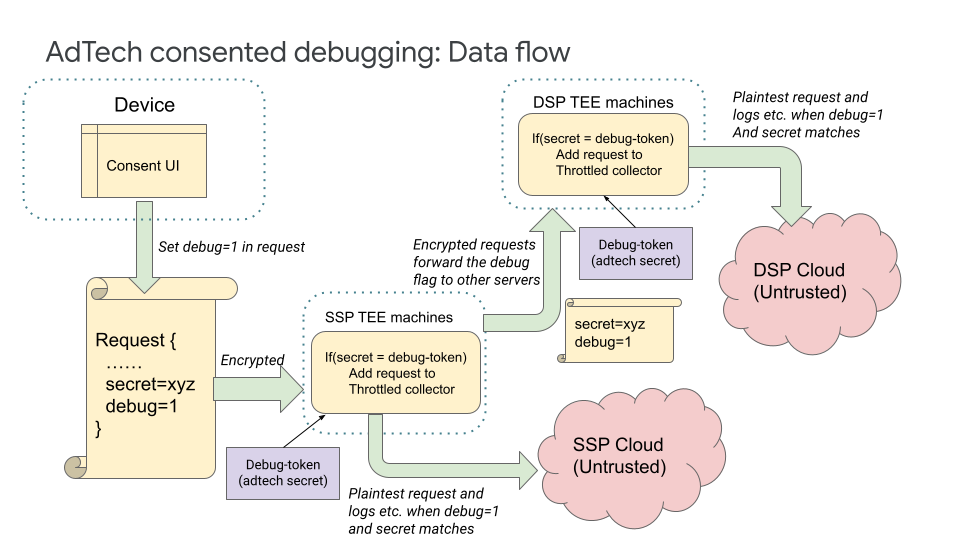 AdTech consented debugging: Data flow
Device
Consent UI
Set debug=1 in request
Request {
……
secret=xyz
debug=1
}
Encrypted
SSP TEE machines
If(secret = debug-token)
Add request to
Throttled collector
Debug-token
(adtech secret)
Plaintest request and
logs etc. when debug=1
and secret matches
SSP Cloud
(Untrusted)
Encrypted requests
forward the debug
flag to other servers
secret=xyz
debug=1
DSP TEE machines
If(secret = debug-token)
Add request to
Throttled collector
Debug-token
(adtech secret)
Plaintest request and
logs etc. when debug=1
And secret matches
DSP Cloud
(Untrusted)